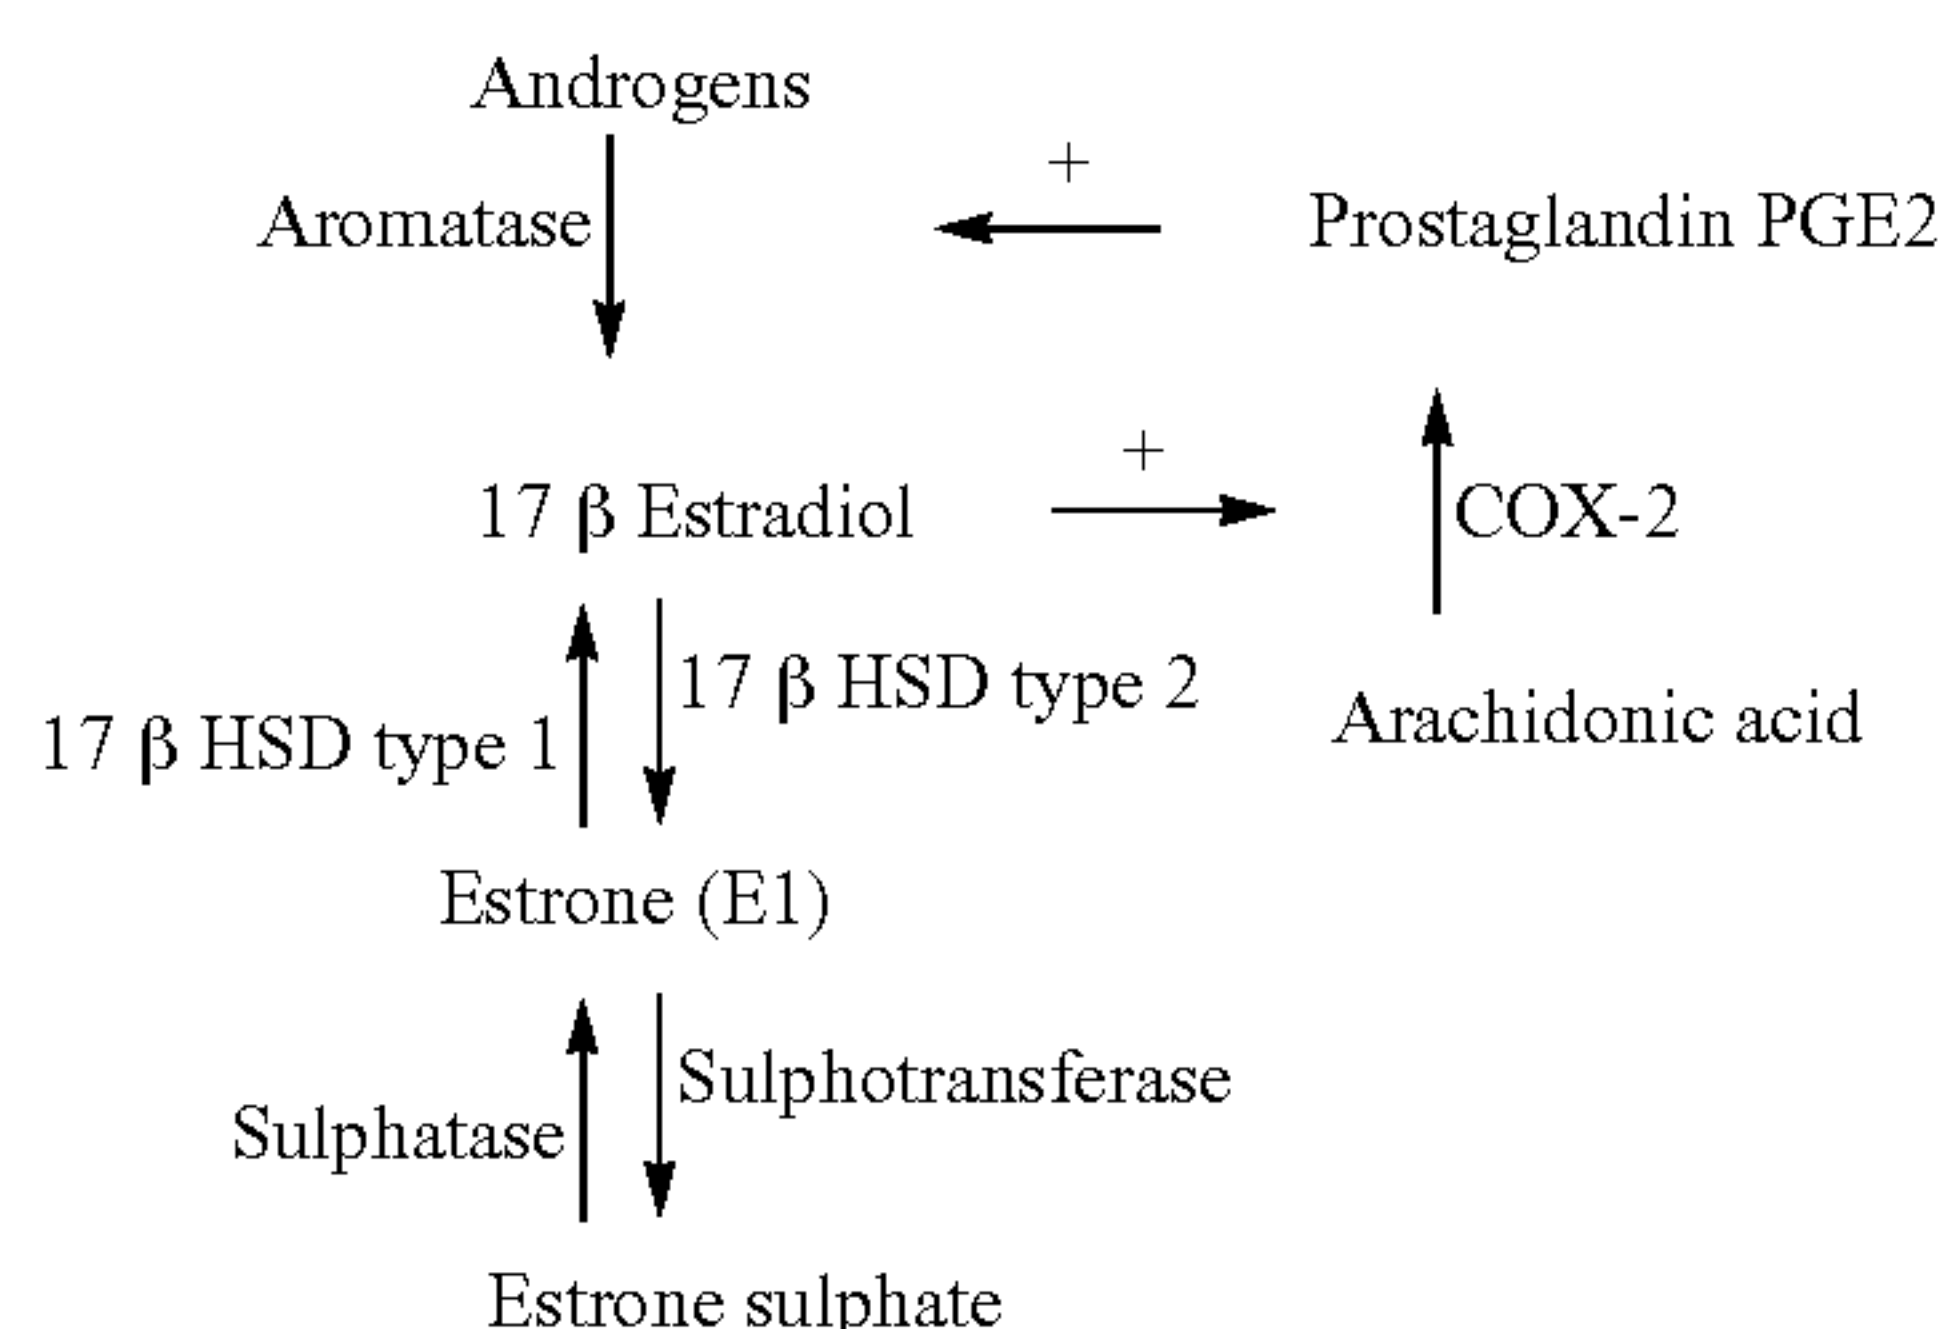 Androgens
+
Aromatase
Prostaglandin PGE2
+
17 β Estradiol
COX-2
17 β HSD type 2
17 β HSD type 1
Arachidonic acid
Estrone (E1)
Sulphotransferase
Sulphatase
Estrone sulphate